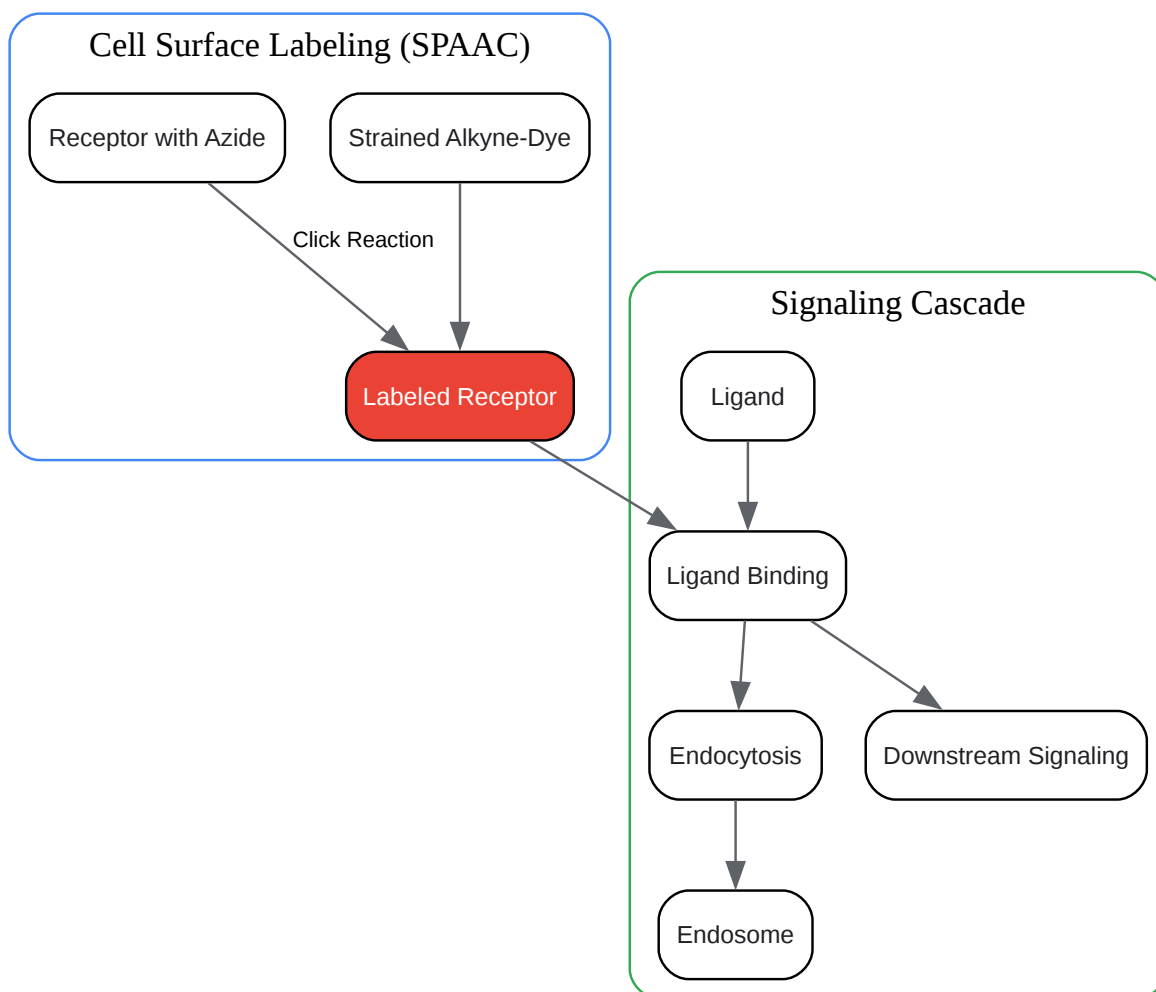 Cell Surface Labeling (SPAAC)
Receptor with Azide
Strained Alkyne-Dye
Click Reaction
Labeled Receptor
Signaling Cascade
Ligand
Ligand Binding
Endocytosis
Downstream Signaling
Endosome